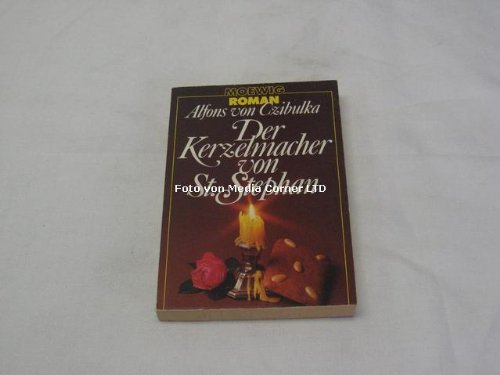 MOEWIG
ROMAN
Alfons von Czibulka
Der
Kerzelmacher
von
St. Stephan
Foto von Media Corner LTD